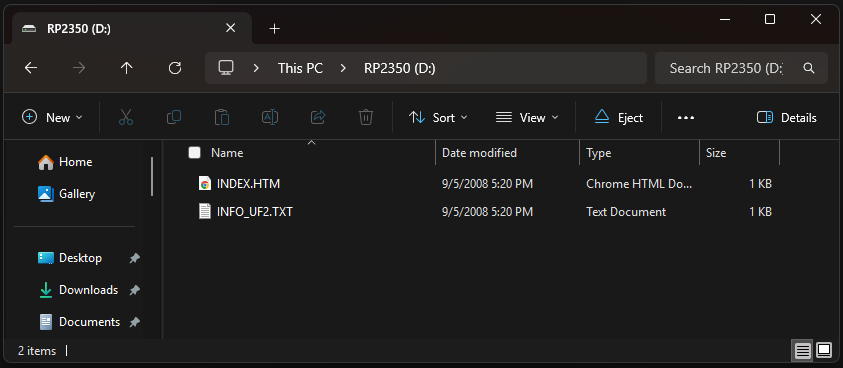 RP2350 (D:)
This PC RP2350 (D:) Search RP2350 (D:
New Sort View Eject Details
Name Date modified Type Size
Home
Gallery
Desktop
Downloads
Documents
INDEX.HTM 9/5/2008 5:20 PM Chrome HTML Do... 1 KB
INFO_UF2.TXT 9/5/2008 5:20 PM Text Document 1 KB
2 items